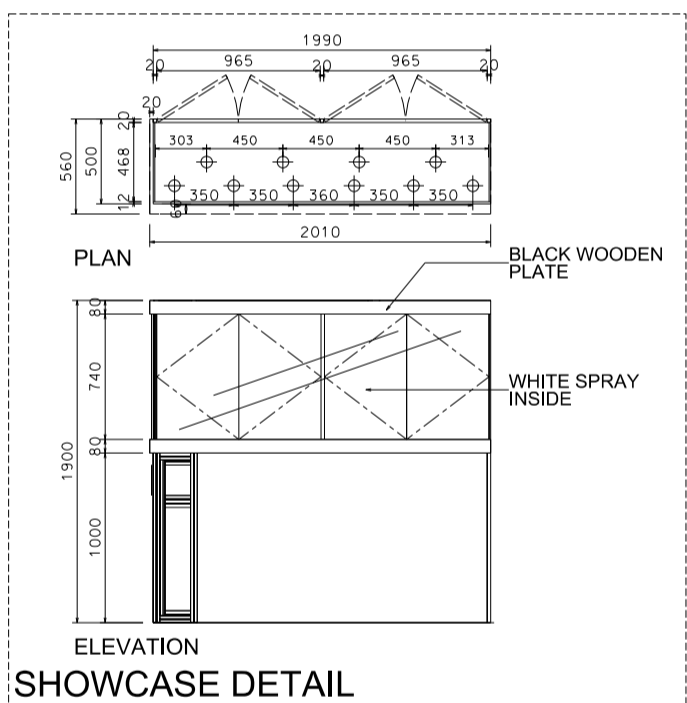 1990
20 965 20 965 20
20
20
303 450 450 450 313
560
500
468
350 350 360 350 350
12
60
2010
PLAN
BLACK WOODEN
PLATE
80
740
WHITE SPRAY
INSIDE
80
1900
1000
ELEVATION
SHOWCASE DETAIL